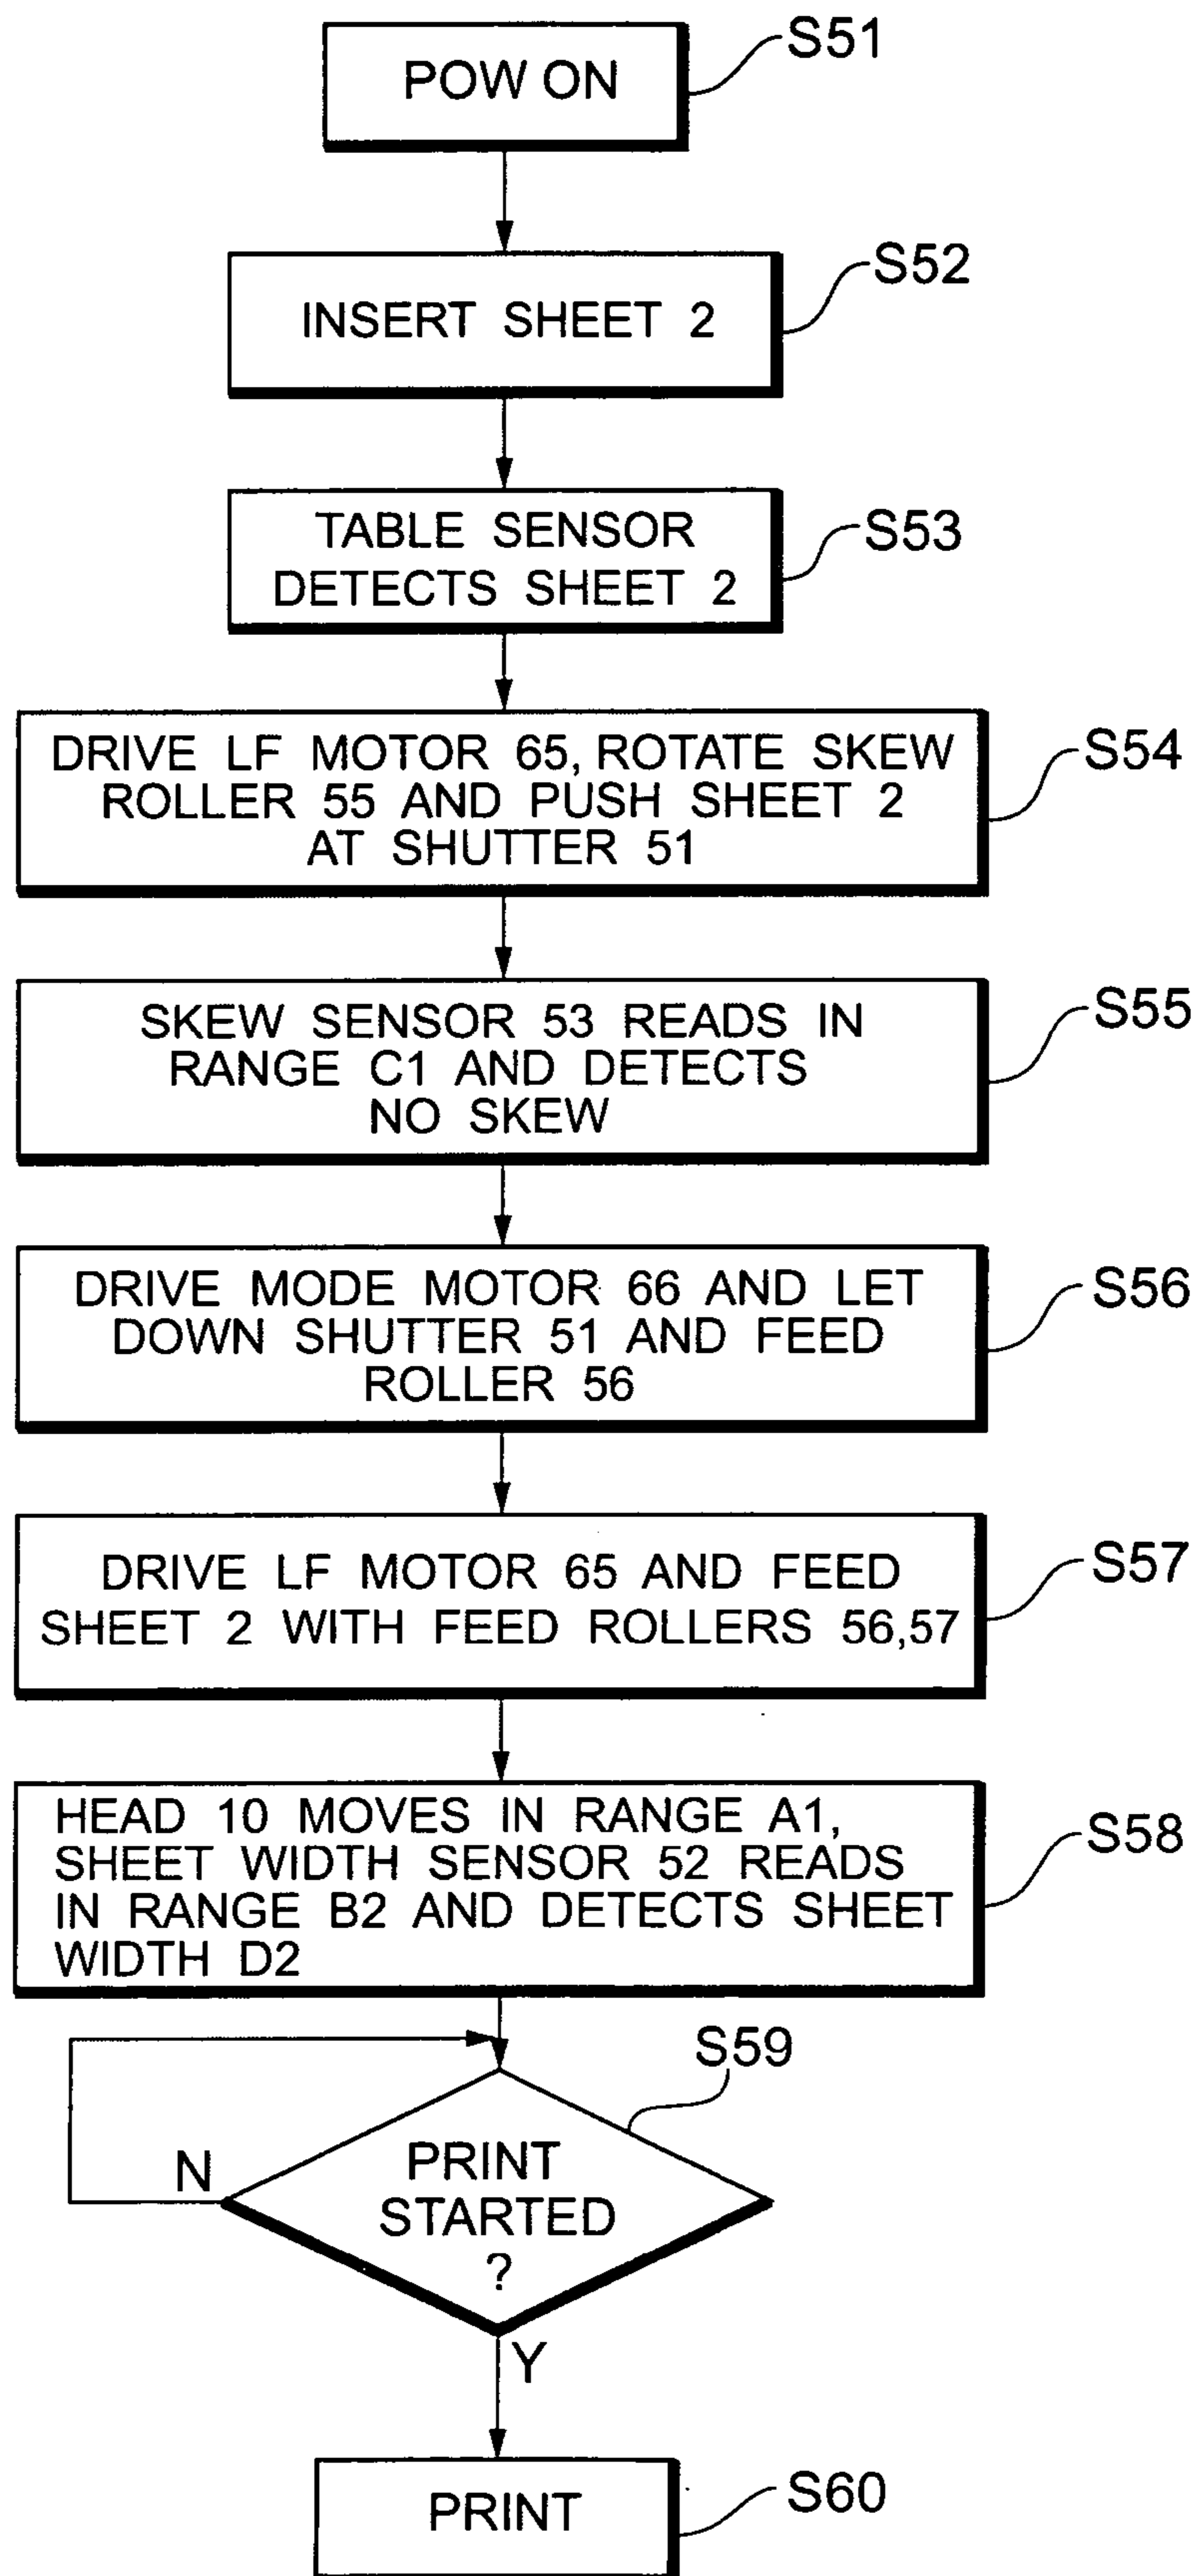 POW ON
S51
INSERT SHEET 2
S52
TABLE SENSOR
DETECTS SHEET 2
S53
DRIVE LF MOTOR 65, ROTATE SKEW
ROLLER 55 AND PUSH SHEET 2
AT SHUTTER 51
S54
SKEW SENSOR 53 READS IN
RANGE C1 AND DETECTS
NO SKEW
S55
DRIVE MODE MOTOR 66 AND LET
DOWN SHUTTER 51 AND FEED
ROLLER 56
S56
DRIVE LF MOTOR 65 AND FEED
SHEET 2 WITH FEED ROLLERS 56,57
S57
HEAD 10 MOVES IN RANGE A1,
SHEET WIDTH SENSOR 52 READS
IN RANGE B2 AND DETECTS SHEET
WIDTH D2
S58
S59
PRINT
STARTED
?
N
Y
PRINT
S60